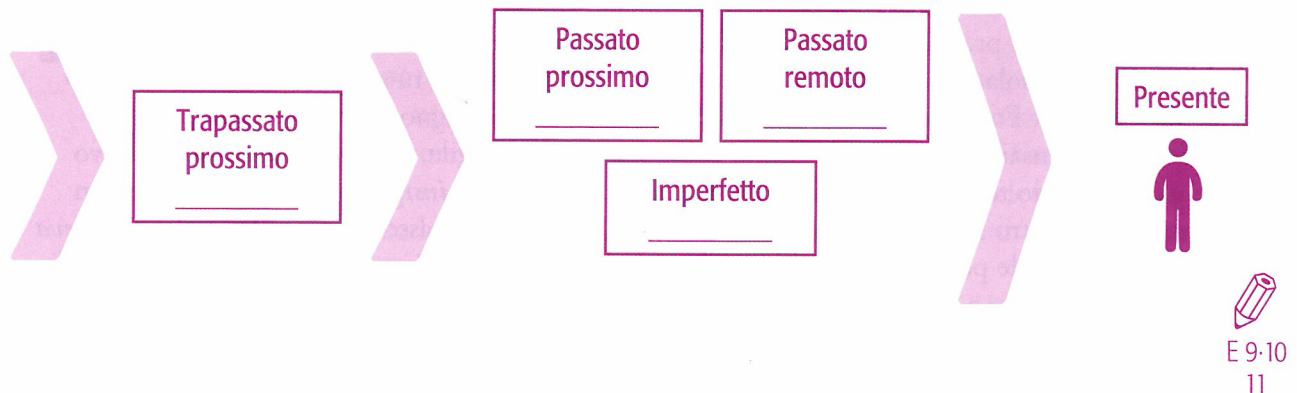 Trapassato
prossimo
Passato
prossimo
Passato
remoto
Imperfetto
Presente
E 9·10
11